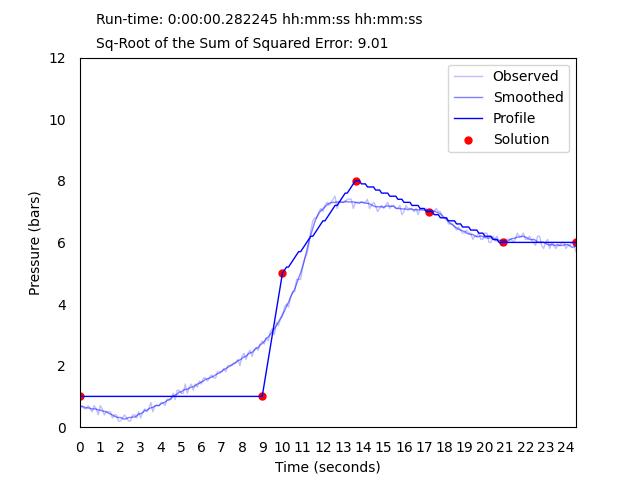 Run-time: 0:00:00.282245 hh:mm:ss hh:mm:ss
Sq-Root of the Sum of Squared Error: 9.01
12
10
8
6
4
2
0
Pressure (bars)
Observed
Smoothed
Profile
Solution
0 1 2 3 4 5 6 7 8 9 10 11 12 13 14 15 16 17 18 19 20 21 22 23 24
Time (seconds)